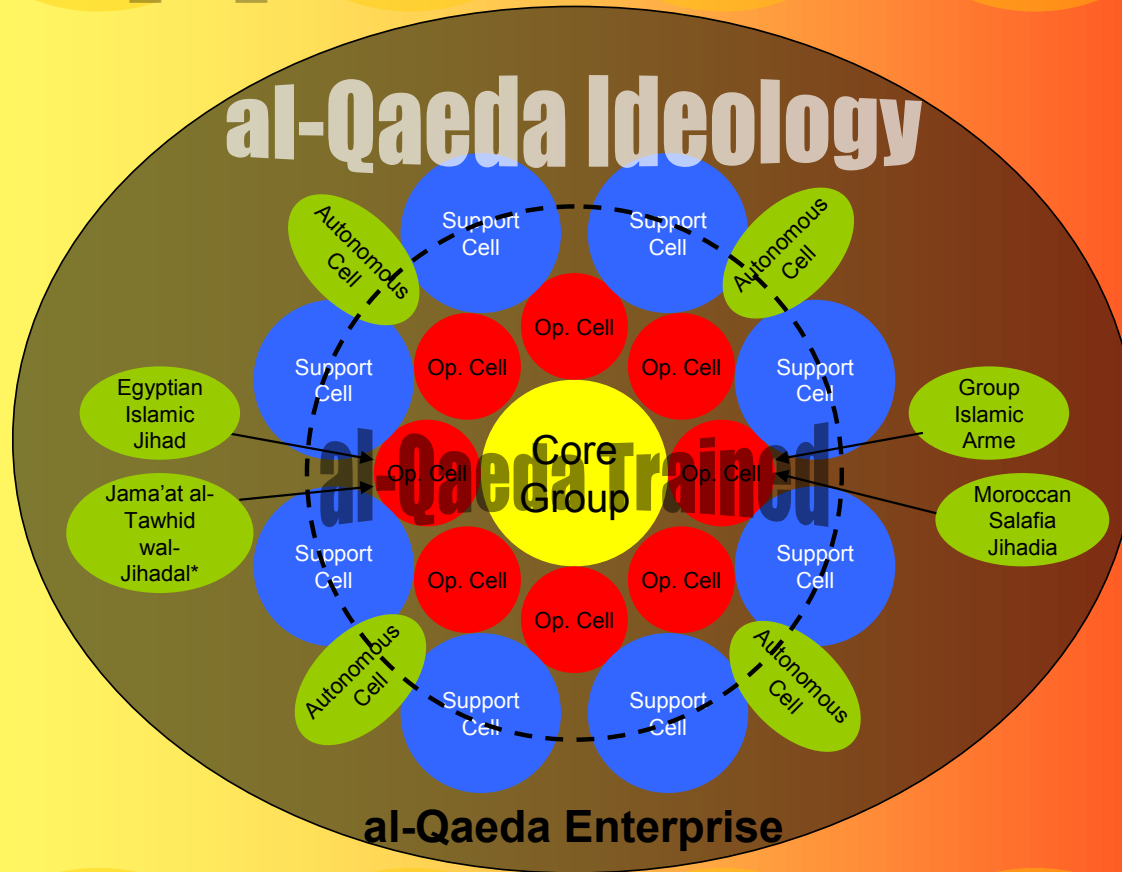 al-Qaeda Ideology
Autonomous
Cell
Support
Cell
Support
Cell
Autonomous
Cell
Op. Cell
Support
Cell
Op. Cell
Op. Cell
Support
Cell
Egyptian
Islamic
Jihad
Group
Islamic
Arme
Op. Cell
Core
Group
Op. Cell
al-Qaeda Trained
Jama'at al-
Tawhid
wal-
Jihadal*
Moroccan
Salafia
Jihadia
Support
Cell
Op. Cell
Op. Cell
Support
Cell
Op. Cell
Autonomous
Cell
Support
Cell
Support
Cell
Autonomous
Cell
al-Qaeda Enterprise